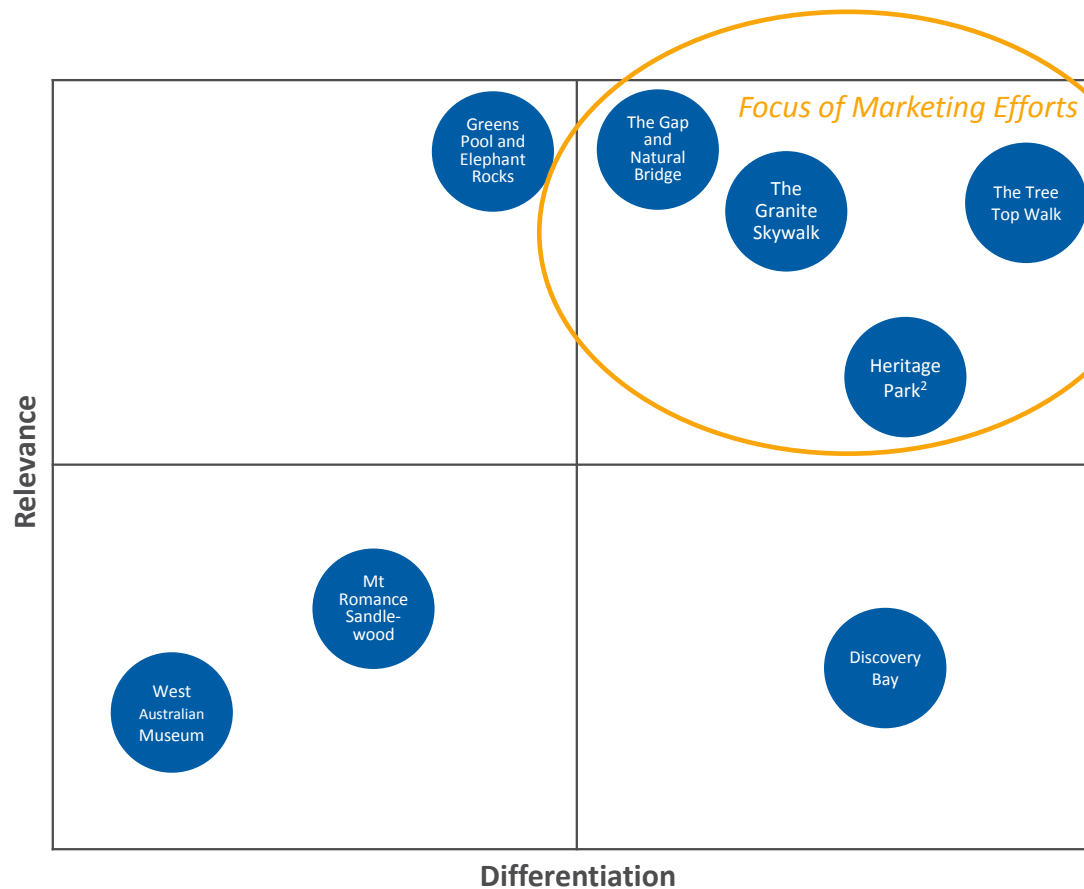 Focus of Marketing Efforts
Greens
Pool and
Elephant
Rocks
The Gap
and
Natural
Bridge
The
Granite
Skywalk
The Tree
Top Walk
Heritage
Park²
Relevance
Mt
Romance
Sandle-
wood
West
Australian
Museum
Discovery
Bay
Differentiation